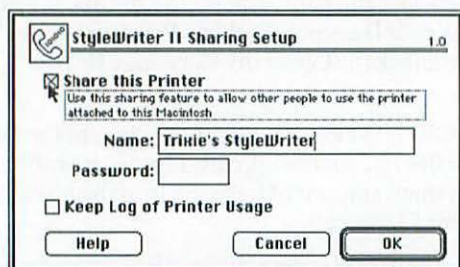 StyleWriter II Sharing Setup 1.0
Share this Printer
Use this sharing feature to allow other people to use the printer
attached to this Macintosh
Name: Trixie's StyleWriter
Password:
Keep Log of Printer Usage
Help Cancel OK